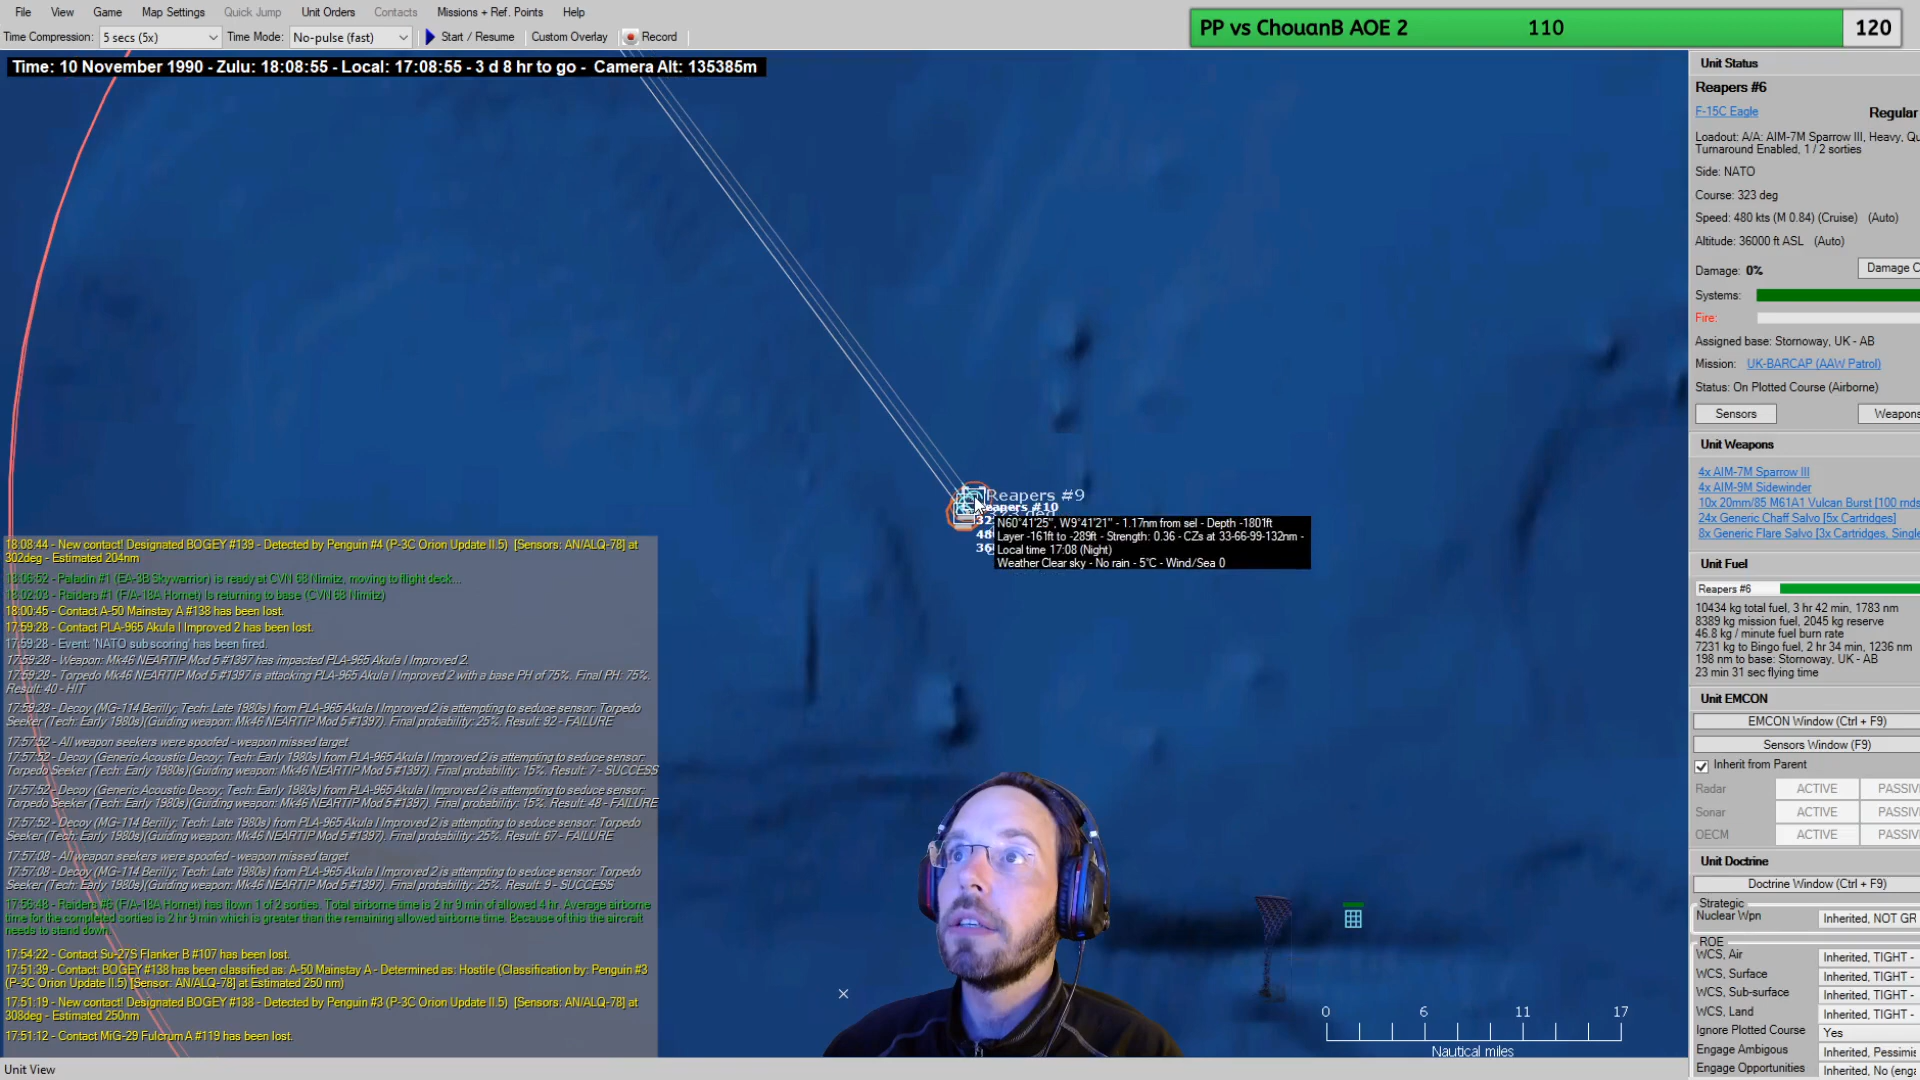 File View Game Map Settings Quick Jump Unit Orders Contacts Missions + Ref. Points Help
Time Compression: 5 secs (5x) Time Mode: No-pulse (fast) Start / Resume Custom Overlay Record
PP vs ChouanB AOE 2 110 120
Time: 10 November 1990 - Zulu: 18:08:55 - Local: 17:08:55 - 3 d 8 hr to go - Camera Alt: 135385m
Reapers #9
Reapers #10
N60°41'25", W9°41'21" - 1.17nm from sel - Depth -1801ft
Layer -161ft to -289ft - Strength: 0.36 - CZs at 33-66-99-132nm -
Local time 17:08 (Night)
Weather Clear sky - No rain - 5°C - Wind/Sea 0
18:08:44 - New contact! Designated BOGEY #139 - Detected by Penguin #4 (P-3C Orion Update II.5) [Sensors: AN/ALQ-78] at
302deg - Estimated 204nm
18:06:52 - Paladin #1 (EA-3B Skywarrior) is ready at CVN 68 Nimitz, moving to flight deck...
18:02:03 - Raiders #1 (F/A-18A Hornet) Is returning to base (CVN 68 Nimitz)
18:00:45 - Contact A-50 Mainstay A #138 has been lost.
17:59:28 - Contact PLA-965 Akula I Improved 2 has been lost.
17:59:28 - Event: 'NATO sub scoring' has been fired.
17:59:28 - Weapon: Mk46 NEARTIP Mod 5 #1397 has impacted PLA-965 Akula I Improved 2.
17:59:28 - Torpedo Mk46 NEARTIP Mod 5 #1397 is attacking PLA-965 Akula I Improved 2 with a base PH of 75%. Final PH: 75%.
Result: 40 - HIT
17:59:28 - Decoy (MG-114 Berilly; Tech: Late 1980s) from PLA-965 Akula I Improved 2 is attempting to seduce sensor: Torpedo
Seeker (Tech: Early 1980s)(Guiding weapon: Mk46 NEARTIP Mod 5 #1397). Final probability: 25%. Result: 92 - FAILURE
17:57:52 - All weapon seekers were spoofed - weapon missed target
17:57:52 - Decoy (Generic Acoustic Decoy; Tech: Early 1980s) from PLA-965 Akula I Improved 2 is attempting to seduce sensor:
Torpedo Seeker (Tech: Early 1980s)(Guiding weapon: Mk46 NEARTIP Mod 5 #1397). Final probability: 15%. Result: 7 - SUCCESS
17:57:52 - Decoy (Generic Acoustic Decoy; Tech: Early 1980s) from PLA-965 Akula I Improved 2 is attempting to seduce sensor:
Torpedo Seeker (Tech: Early 1980s)(Guiding weapon: Mk46 NEARTIP Mod 5 #1397). Final probability: 15%. Result: 48 - FAILURE
17:57:52 - Decoy (MG-114 Berilly; Tech: Late 1980s) from PLA-965 Akula I Improved 2 is attempting to seduce sensor: Torpedo
Seeker (Tech: Early 1980s)(Guiding weapon: Mk46 NEARTIP Mod 5 #1397). Final probability: 25%. Result: 67 - FAILURE
17:57:08 - All weapon seekers were spoofed - weapon missed target
17:57:08 - Decoy (MG-114 Berilly; Tech: Late 1980s) from PLA-965 Akula I Improved 2 is attempting to seduce sensor: Torpedo
Seeker (Tech: Early 1980s)(Guiding weapon: Mk46 NEARTIP Mod 5 #1397). Final probability: 25%. Result: 9 - SUCCESS
17:56:48 - Raiders #6 (F/A-18A Hornet) has flown 1 of 2 sorties. Total airborne time is 2 hr 9 min of allowed 4 hr. Average airborne
time for the completed sorties is 2 hr 9 min which is greater than the remaining allowed airborne time. Because of this the aircraft
needs to stand down.
17:54:22 - Contact Su-27S Flanker B #107 has been lost.
17:51:39 - Contact: BOGEY #138 has been classified as: A-50 Mainstay A - Determined as: Hostile (Classification by: Penguin #3
(P-3C Orion Update II.5) [Sensor: AN/ALQ-78] at Estimated 250 nm)
17:51:19 - New contact! Designated BOGEY #138 - Detected by Penguin #3 (P-3C Orion Update II.5) [Sensors: AN/ALQ-78] at
308deg - Estimated 250nm
17:51:12 - Contact MiG-29 Fulcrum A #119 has been lost.
0 6 11 17
Nautical miles
Unit View
Unit Status
Reapers #6
F-15C Eagle Regular
Loadout: A/A: AIM-7M Sparrow III, Heavy, Qu
Turnaround Enabled, 1 / 2 sorties
Side: NATO
Course: 323 deg
Speed: 480 kts (M 0.84) (Cruise) (Auto)
Altitude: 36000 ft ASL (Auto)
Damage: 0% Damage C
Systems:
Fire:
Assigned base: Stornoway, UK - AB
Mission: UK-BARCAP (AAW Patrol)
Status: On Plotted Course (Airborne)
Sensors Weapons
Unit Weapons
4x AIM-7M Sparrow III
4x AIM-9M Sidewinder
10x 20mm/85 M61A1 Vulcan Burst [100 rnds
24x Generic Chaff Salvo [5x Cartridges]
8x Generic Flare Salvo [3x Cartridges, Single
Unit Fuel
Reapers #6
10434 kg total fuel, 3 hr 42 min, 1783 nm
8389 kg mission fuel, 2045 kg reserve
46.8 kg / minute fuel burn rate
7231 kg to Bingo fuel, 2 hr 34 min, 1236 nm
198 nm to base: Stornoway, UK - AB
23 min 31 sec flying time
Unit EMCON
EMCON Window (Ctrl + F9)
Sensors Window (F9)
Inherit from Parent
Radar ACTIVE PASSIV
Sonar ACTIVE PASSIV
OECM ACTIVE PASSIV
Unit Doctrine
Doctrine Window (Ctrl + F9)
Strategic
Nuclear Wpn Inherited, NOT GR
ROE
WCS, Air Inherited, TIGHT -
WCS, Surface Inherited, TIGHT -
WCS, Sub-surface Inherited, TIGHT -
WCS, Land Inherited, TIGHT -
Ignore Plotted Course Yes
Engage Ambiguous Inherited, Pessimis
Engage Opportunities Inherited, No (eng